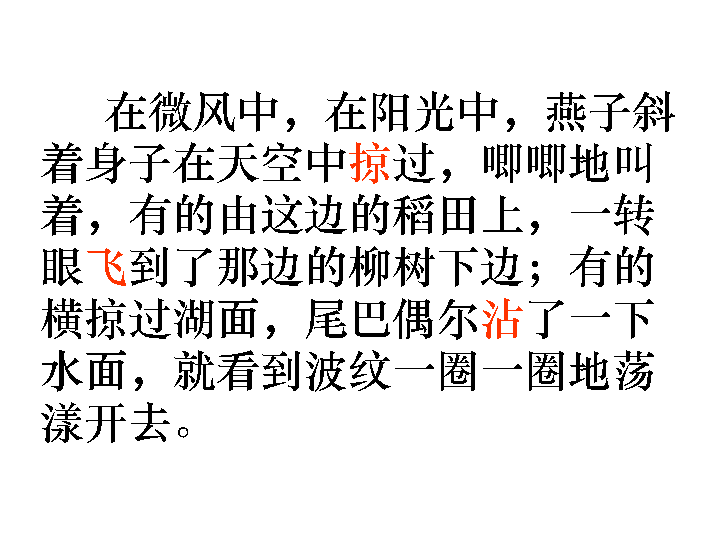 在微风中，在阳光中，燕子斜
着身子在天空中掠过，唧唧地叫
着，有的由这边的稻田上，一转
眼飞到了那边的柳树下边；有的
横掠过湖面，尾巴偶尔沾了一下
水面，就看到波纹一圈一圈地荡
漾开去。